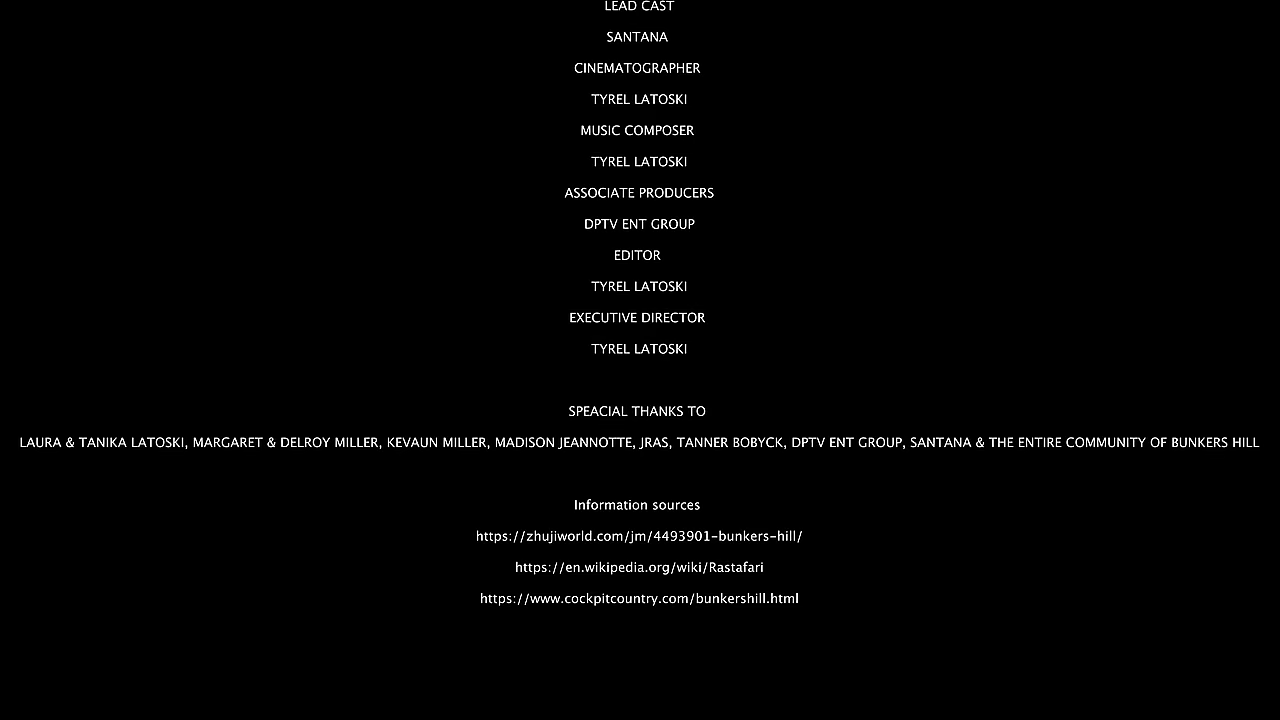 LEAD CAST
SANTANA
CINEMATOGRAPHER
TYREL LATOSKI
MUSIC COMPOSER
TYREL LATOSKI
ASSOCIATE PRODUCERS
DPTV ENT GROUP
EDITOR
TYREL LATOSKI
EXECUTIVE DIRECTOR
TYREL LATOSKI
SPEACIAL THANKS TO
LAURA & TANIKA LATOSKI, MARGARET & DELROY MILLER, KEVAUN MILLER, MADISON JEANNOTTE, JRAS, TANNER BOBYCK, DPTV ENT GROUP, SANTANA & THE ENTIRE COMMUNITY OF BUNKERS HILL
Information sources
https://zhujiworld.com/jm/4493901-bunkers-hill/
https://en.wikipedia.org/wiki/Rastafari
https://www.cockpitcountry.com/bunkershill.html